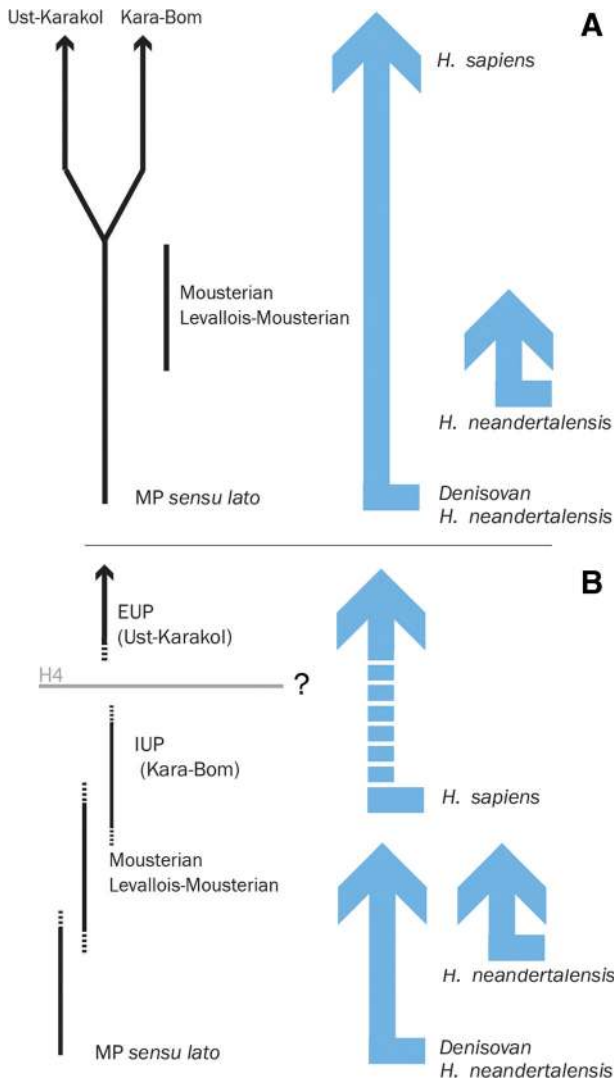 Ust-Karakol Kara-Bom
A
H. sapiens
Mousterian
Levallois-Mousterian
H. neandertalensis
MP sensu lato
Denisovan
H. neandertalensis
B
EUP
(Ust-Karakol)
H4
?
IUP
(Kara-Bom)
H. sapiens
Mousterian
Levallois-Mousterian
H. neandertalensis
MP sensu lato
Denisovan
H. neandertalensis